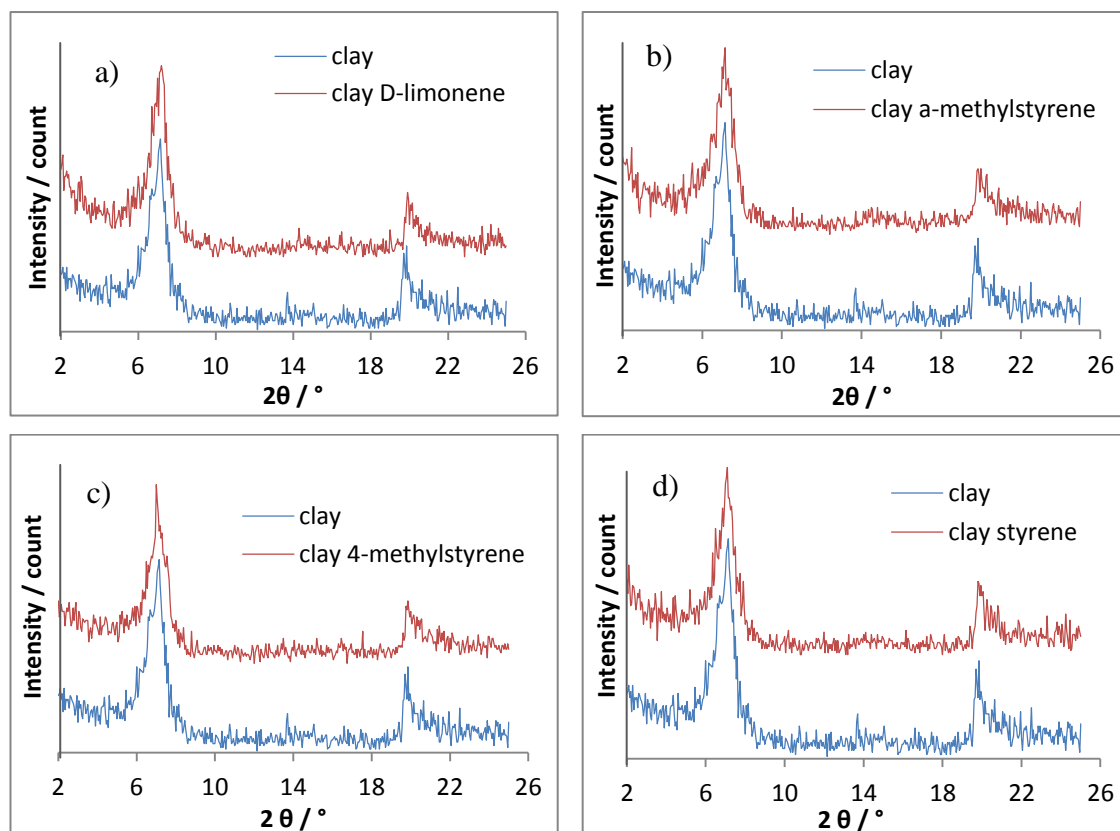 a)
clay
clay D-limonene
Intensity / count
2 6 10 14 18 22 26
2θ / °
b)
clay
clay a-methylstyrene
Intensity / count
2 6 10 14 18 22 26
2θ / °
c)
clay
clay 4-methylstyrene
Intensity / count
2 6 10 14 18 22 26
2 θ / °
d)
clay
clay styrene
Intensity / count
2 6 10 14 18 22 26
2 θ / °